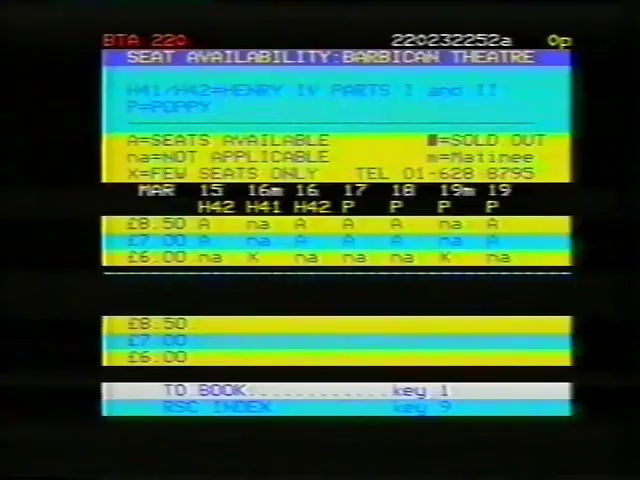 BTA 220 220232252a 0p
SEAT AVAILABILITY:BARBICAN THEATRE
H41/H42=HENRY IV PARTS I and II
P=POPPY
A=SEATS AVAILABLE █=SOLD OUT
na=NOT APPLICABLE m=Matinee
X=FEW SEATS ONLY TEL 01-628 8795
MAR 15 16m 16 17 18 19m 19
H42 H41 H42 P P P P
£8.50 A na A A A na A
£7.00 A na A A A na A
£6.00 na X na na na X na
£8.50
£7.00
£6.00
TO BOOK............key 1
RSC INDEX key 9